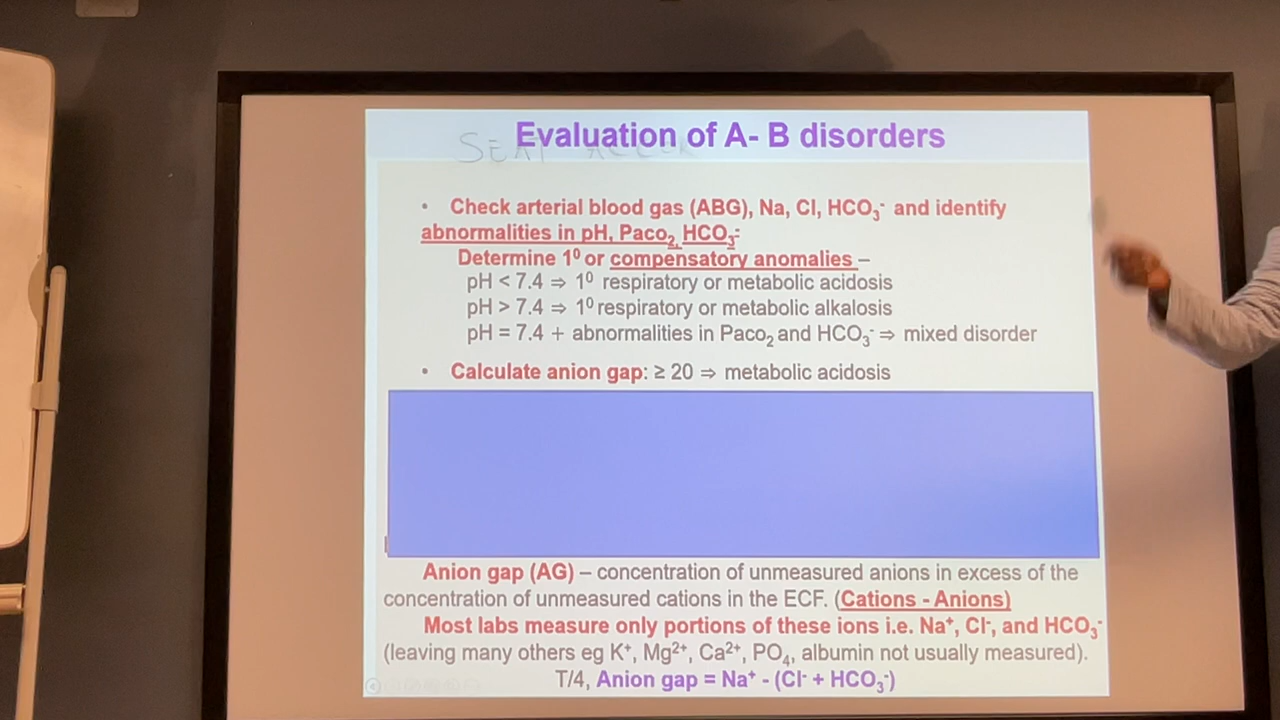 Evaluation of A- B disorders
SEAT
• Check arterial blood gas (ABG), Na, Cl, HCO₃⁻ and identify
abnormalities in pH, Paco₂, HCO₃⁻:
Determine 1⁰ or compensatory anomalies –
pH < 7.4 ⇒ 1⁰ respiratory or metabolic acidosis
pH > 7.4 ⇒ 1⁰ respiratory or metabolic alkalosis
pH = 7.4 + abnormalities in Paco₂ and HCO₃⁻ ⇒ mixed disorder
• Calculate anion gap: ≥ 20 ⇒ metabolic acidosis
Anion gap (AG) – concentration of unmeasured anions in excess of the
concentration of unmeasured cations in the ECF. (Cations - Anions)
Most labs measure only portions of these ions i.e. Na⁺, Cl⁻, and HCO₃⁻
(leaving many others eg K⁺, Mg²⁺, Ca²⁺, PO₄, albumin not usually measured).
T/4, Anion gap = Na⁺ - (Cl⁻ + HCO₃⁻)